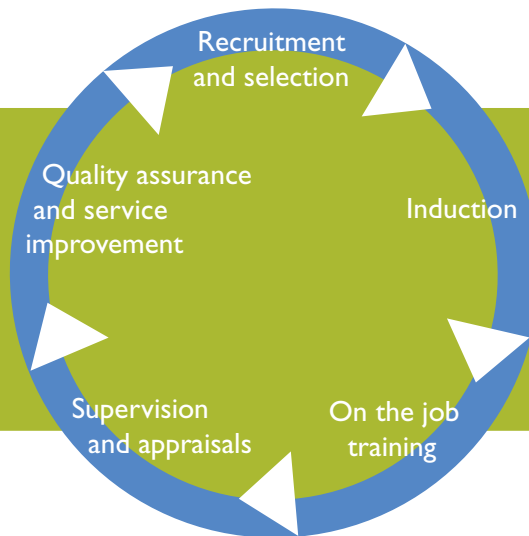 Recruitment
and selection
Induction
On the job
training
Supervision
and appraisals
Quality assurance
and service
improvement